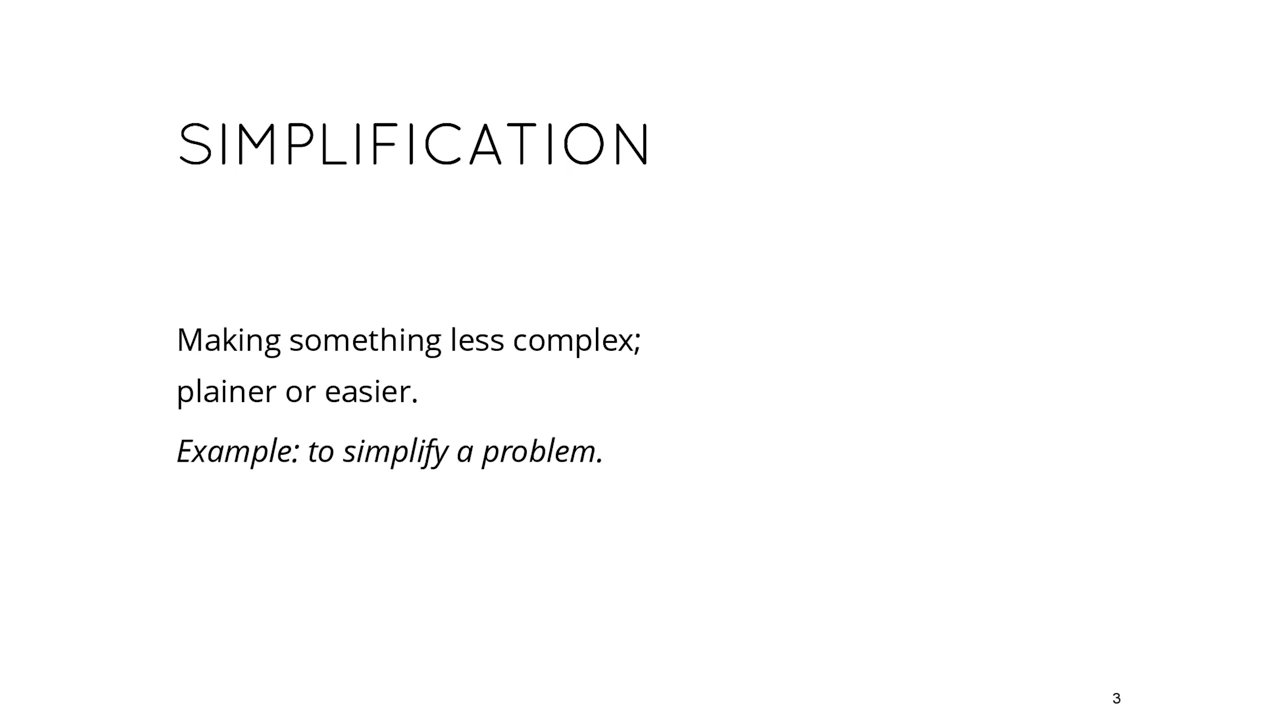 SIMPLIFICATION
Making something less complex;
plainer or easier.
Example: to simplify a problem.
3